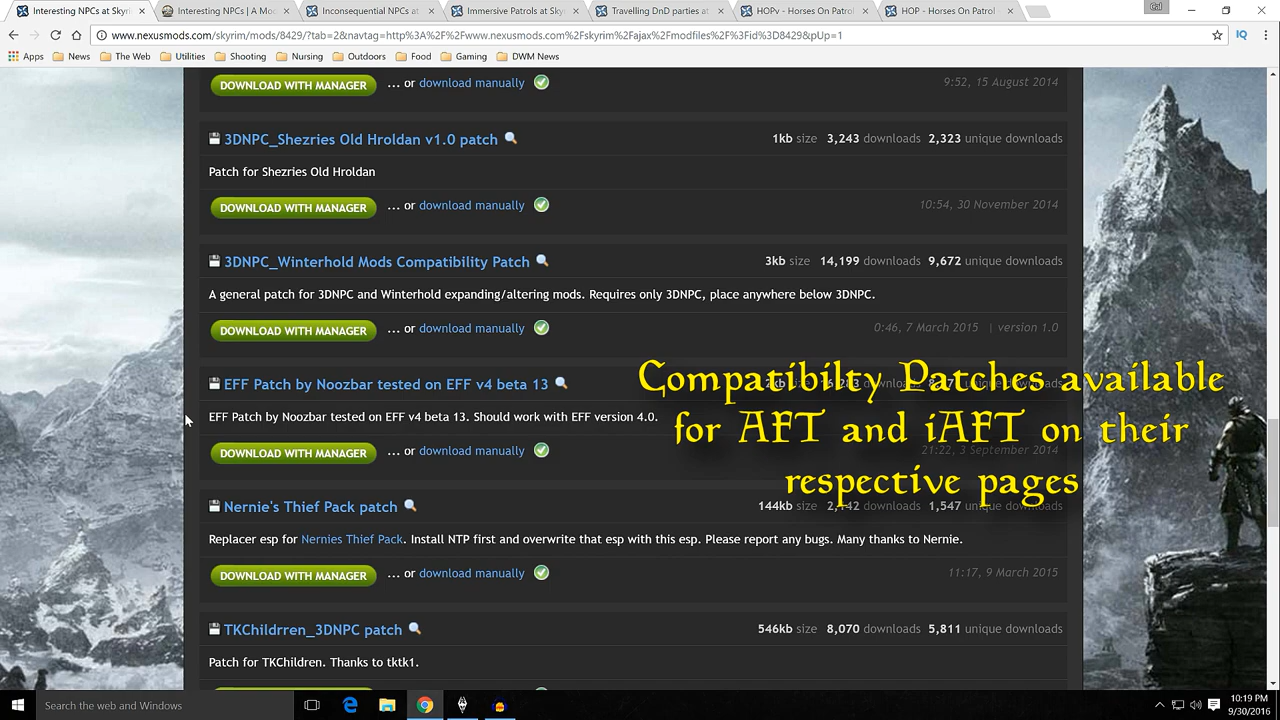 Interesting NPCs at Skyri
Interesting NPCs | A Mod
Inconsequential NPCs at
Immersive Patrols at Skyr
Travelling DnD parties at
HOPv - Horses On Patrol
HOP - Horses On Patrol
www.nexusmods.com/skyrim/mods/8429/?tab=2&navtag=http%3A%2F%2Fwww.nexusmods.com%2Fskyrim%2Fajax%2Fmodfiles%2F%3Fid%3D8429&pUp=1
Apps News The Web Utilities Shooting Nursing Outdoors Food Gaming DWM News
DOWNLOAD WITH MANAGER ... or download manually 9:52, 15 August 2014
3DNPC_Shezries Old Hroldan v1.0 patch 1kb size 3,243 downloads 2,323 unique downloads
Patch for Shezries Old Hroldan
DOWNLOAD WITH MANAGER ... or download manually 10:54, 30 November 2014
3DNPC_Winterhold Mods Compatibility Patch 3kb size 14,199 downloads 9,672 unique downloads
A general patch for 3DNPC and Winterhold expanding/altering mods. Requires only 3DNPC, place anywhere below 3DNPC.
DOWNLOAD WITH MANAGER ... or download manually 0:46, 7 March 2015 | version 1.0
EFF Patch by Noozbar tested on EFF v4 beta 13
EFF Patch by Noozbar tested on EFF v4 beta 13. Should work with EFF version 4.0.
DOWNLOAD WITH MANAGER ... or download manually 21:22, 3 September 2014
Compatibilty Patches available
for AFT and iAFT on their
respective pages
Nernie's Thief Pack patch 144kb size downloads 1,547 unique downloads
Replacer esp for Nernies Thief Pack. Install NTP first and overwrite that esp with this esp. Please report any bugs. Many thanks to Nernie.
DOWNLOAD WITH MANAGER ... or download manually 11:17, 9 March 2015
TKChildrren_3DNPC patch 546kb size 8,070 downloads 5,811 unique downloads
Patch for TKChildren. Thanks to tktk1.
Search the web and Windows
10:19 PM
9/30/2016